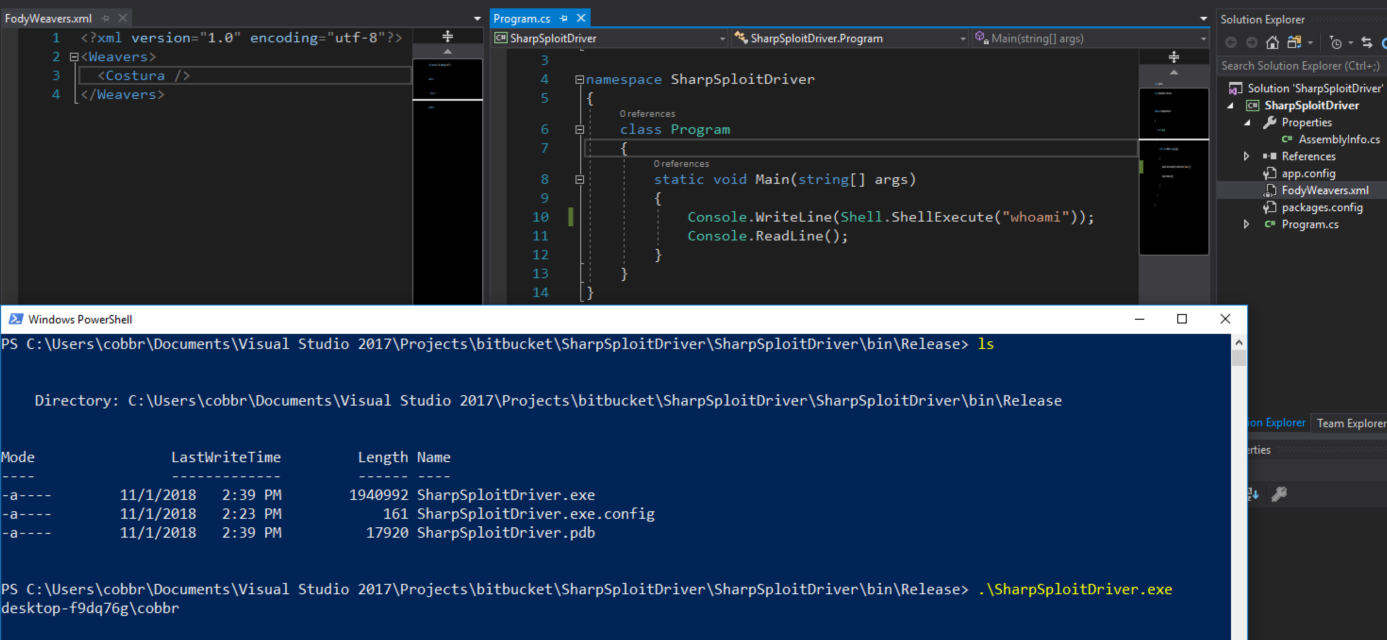 FodyWeavers.xml
1 <?xml version="1.0" encoding="utf-8"?>
2 <Weavers>
3 <Costura />
4 </Weavers>
Program.cs
SharpSploitDriver SharpSploitDriver.Program Main(string[] args)
3
4 namespace SharpSploitDriver
5 {
0 references
6 class Program
7 {
0 references
8 static void Main(string[] args)
9 {
10 Console.WriteLine(Shell.ShellExecute("whoami"));
11 Console.ReadLine();
12 }
13 }
14 }
Solution Explorer
Search Solution Explorer (Ctrl+;)
Solution 'SharpSploitDriver'
SharpSploitDriver
Properties
AssemblyInfo.cs
References
app.config
FodyWeavers.xml
packages.config
Program.cs
ion Explorer Team Explorer
erties
Windows PowerShell
PS C:\Users\cobbr\Documents\Visual Studio 2017\Projects\bitbucket\SharpSploitDriver\SharpSploitDriver\bin\Release> ls
Directory: C:\Users\cobbr\Documents\Visual Studio 2017\Projects\bitbucket\SharpSploitDriver\SharpSploitDriver\bin\Release
Mode LastWriteTime Length Name
---- ------------- ------ ----
-a---- 11/1/2018 2:39 PM 1940992 SharpSploitDriver.exe
-a---- 11/1/2018 2:23 PM 161 SharpSploitDriver.exe.config
-a---- 11/1/2018 2:39 PM 17920 SharpSploitDriver.pdb
PS C:\Users\cobbr\Documents\Visual Studio 2017\Projects\bitbucket\SharpSploitDriver\SharpSploitDriver\bin\Release> .\SharpSploitDriver.exe
desktop-f9dq76g\cobbr